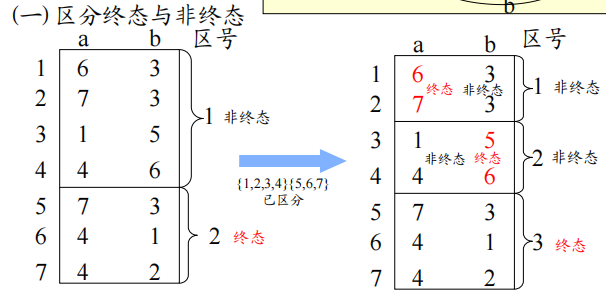 b
(一) 区分终态与非终态
a b 区号
1 6 3
2 7 3
1 非终态
3 1 5
4 4 6
5 7 3
6 4 1
2 终态
7 4 2
{1,2,3,4}{5,6,7}
已区分
a b 区号
1 6 3
终态 非终态
1 非终态
2 7 3
3 1 5
非终态 终态
2 非终态
4 4 6
5 7 3
6 4 1
3 终态
7 4 2